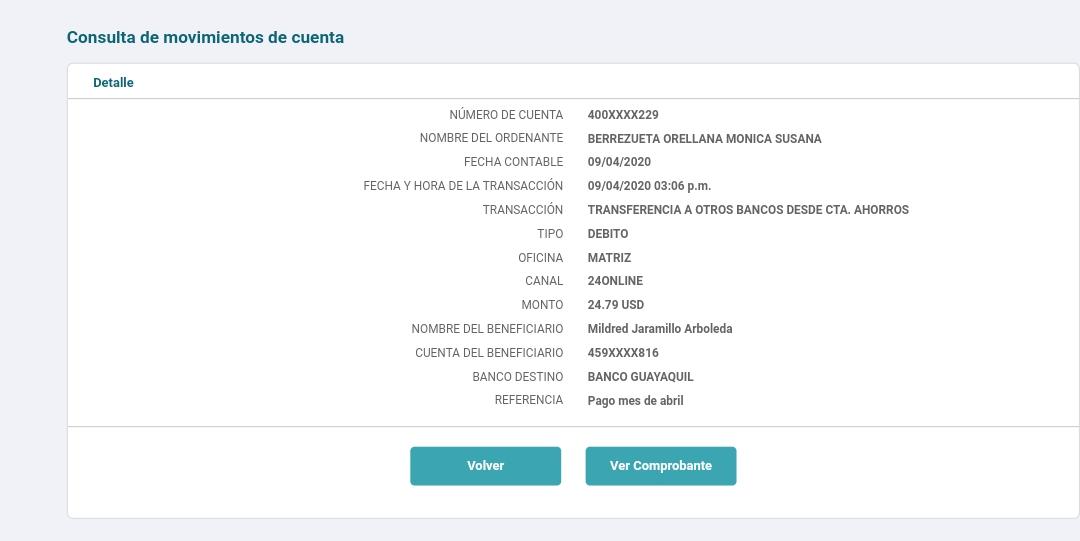 Consulta de movimientos de cuenta
Detalle
NÚMERO DE CUENTA 400XXXX229
NOMBRE DEL ORDENANTE BERREZUETA ORELLANA MONICA SUSANA
FECHA CONTABLE 09/04/2020
FECHA Y HORA DE LA TRANSACCIÓN 09/04/2020 03:06 p.m.
TRANSACCIÓN TRANSFERENCIA A OTROS BANCOS DESDE CTA. AHORROS
TIPO DEBITO
OFICINA MATRIZ
CANAL 24ONLINE
MONTO 24.79 USD
NOMBRE DEL BENEFICIARIO Mildred Jaramillo Arboleda
CUENTA DEL BENEFICIARIO 459XXXX816
BANCO DESTINO BANCO GUAYAQUIL
REFERENCIA Pago mes de abril
Volver Ver Comprobante